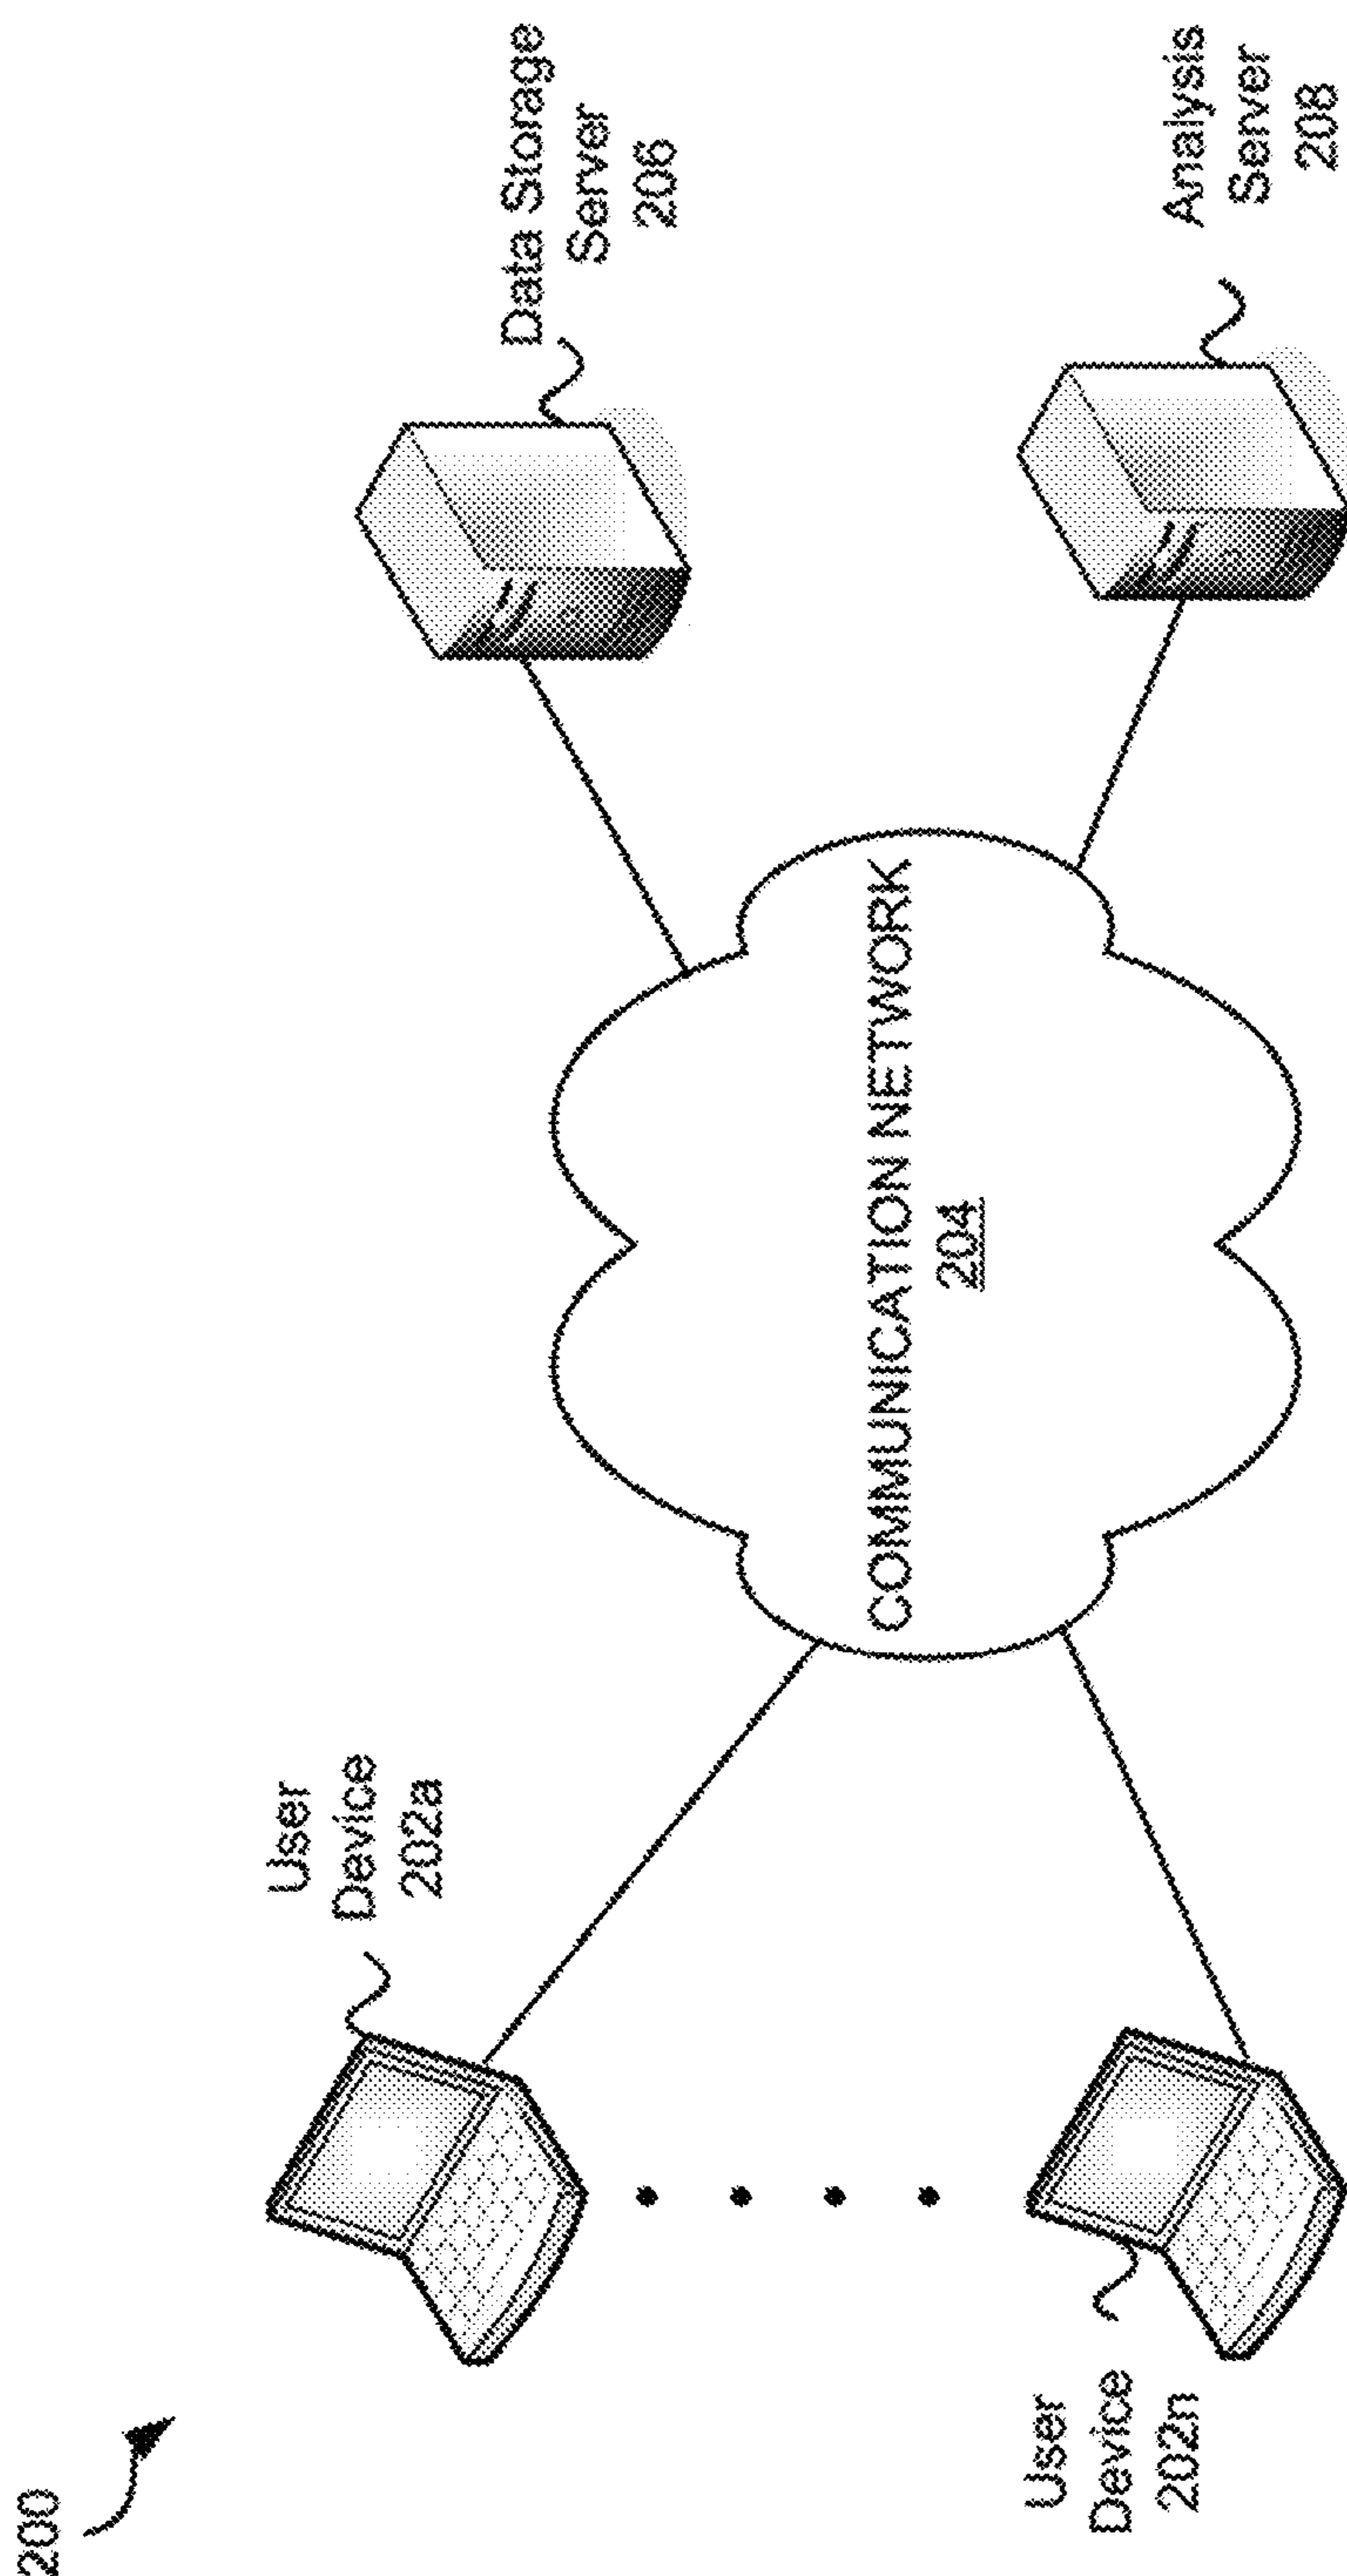 200
User
Device
202a
Data Storage
Server
206
COMMUNICATION NETWORK
204
User
Device
202n
Analysis
Server
208